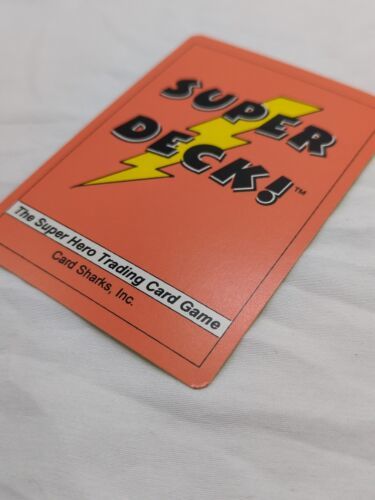 SUPER
DECK!™
The Super Hero Trading Card Game
Card Sharks, Inc.